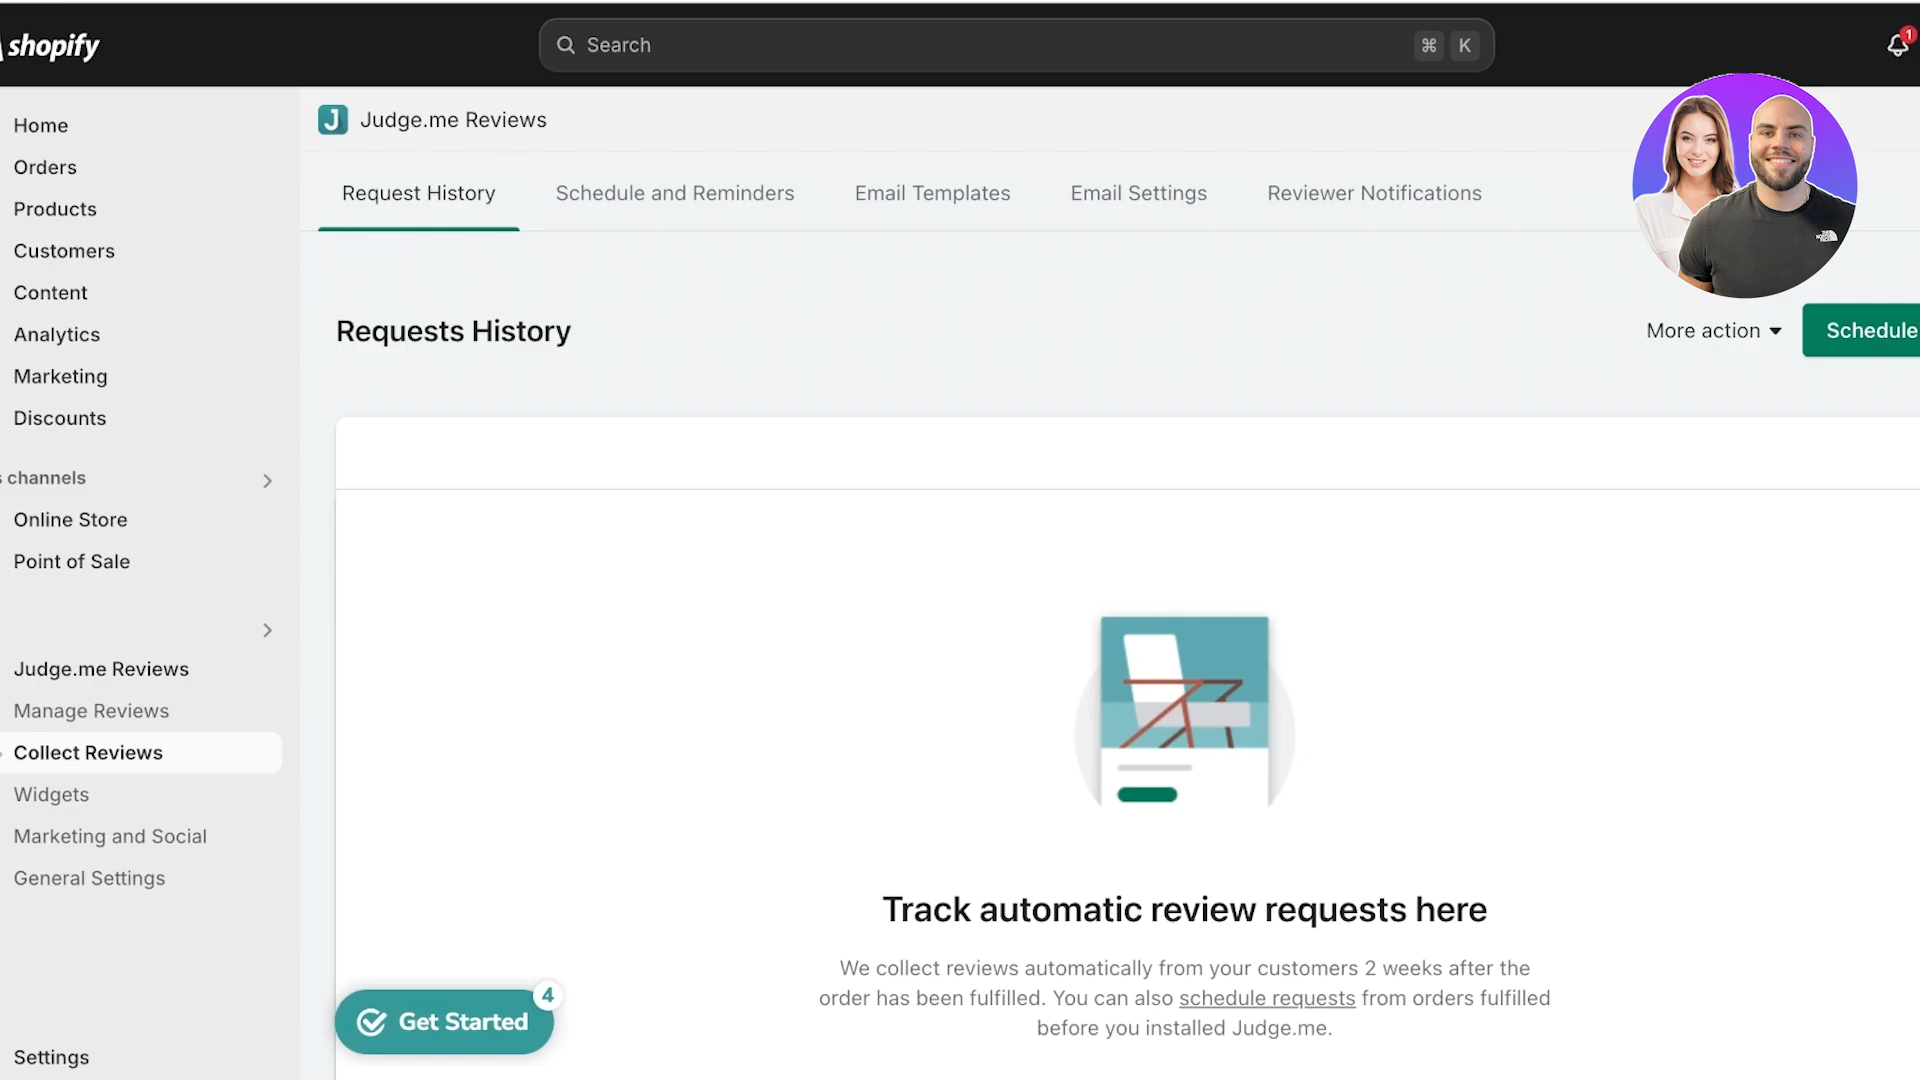 shopify
Search
⌘ K
1
Home
Orders
Products
Customers
Content
Analytics
Marketing
Discounts
s channels
Online Store
Point of Sale
Judge.me Reviews
Manage Reviews
Collect Reviews
Widgets
Marketing and Social
General Settings
Settings
J Judge.me Reviews
Request History
Schedule and Reminders
Email Templates
Email Settings
Reviewer Notifications
THE NORTH FACE
Requests History
More action
Schedule
Track automatic review requests here
We collect reviews automatically from your customers 2 weeks after the
order has been fulfilled. You can also schedule requests from orders fulfilled
before you installed Judge.me.
Get Started
4